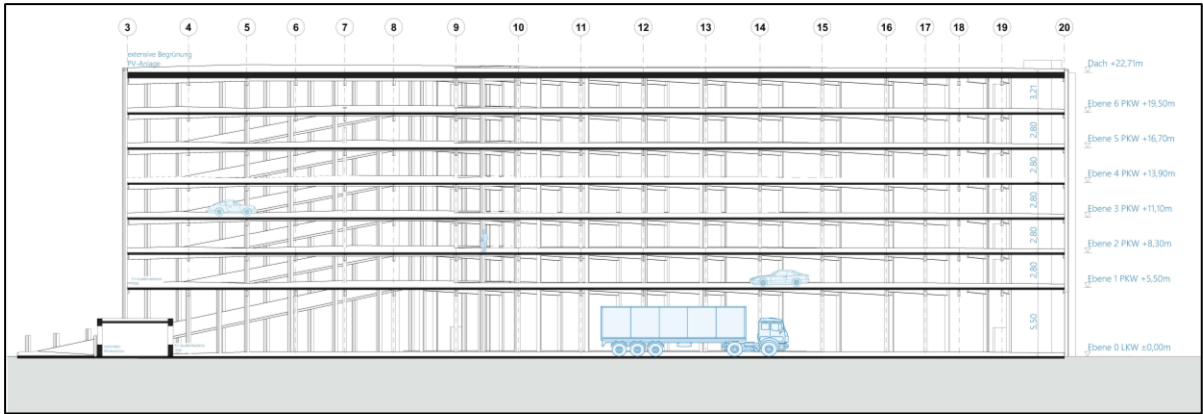 3 4 5 6 7 8 9 10 11 12 13 14 15 16 17 18 19 20
extensive Begrünung
PV-Anlage
Dach +22,71m
3,21
Ebene 6 PKW +19,50m
2,80
Ebene 5 PKW +16,70m
2,80
Ebene 4 PKW +13,90m
2,80
Ebene 3 PKW +11,10m
2,80
Ebene 2 PKW +8,30m
2,80
Ebene 1 PKW +5,50m
5,50
Ebene 0 LKW ±0,00m